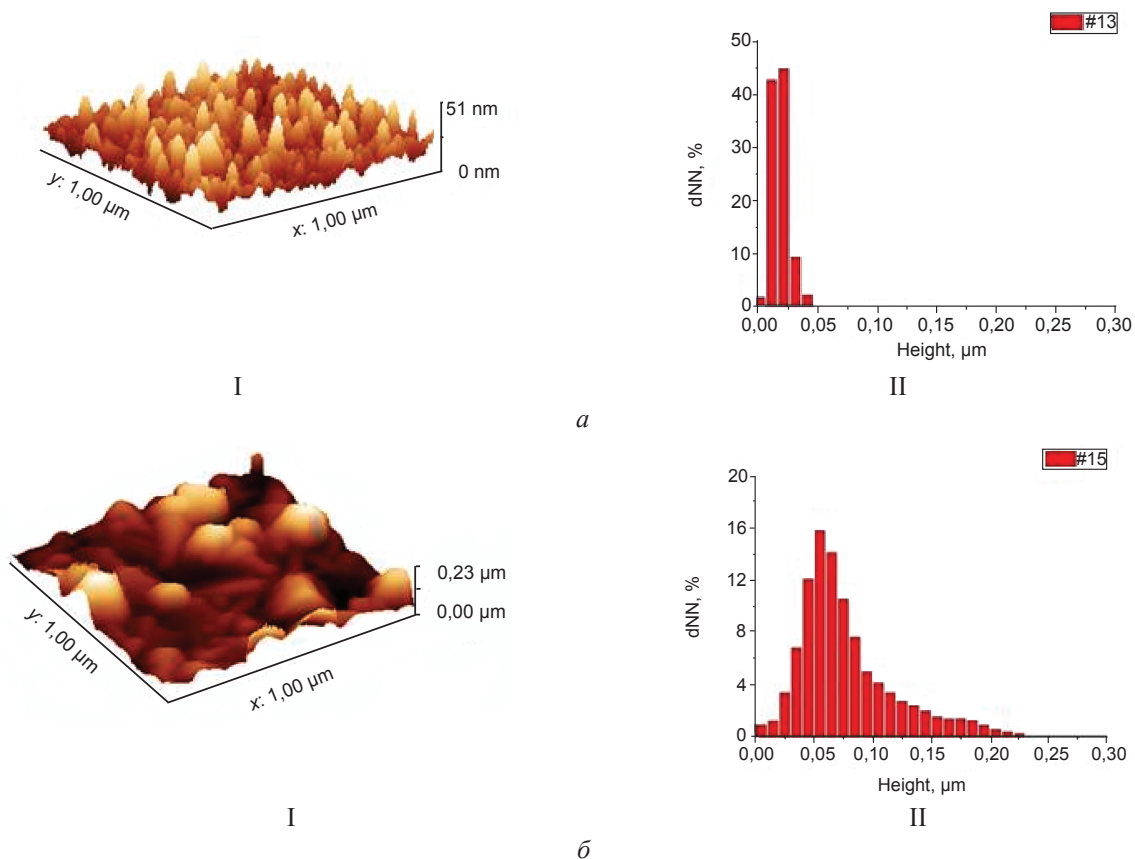 51 nm
0 nm
y: 1,00 µm
x: 1,00 µm
I
#13
50
40
30
20
10
0
dNN, %
0,00 0,05 0,10 0,15 0,20 0,25 0,30
Height, µm
II
а
0,23 µm
0,00 µm
y: 1,00 µm
x: 1,00 µm
I
#15
20
16
12
8
4
0
dNN, %
0,00 0,05 0,10 0,15 0,20 0,25 0,30
Height, µm
II
б